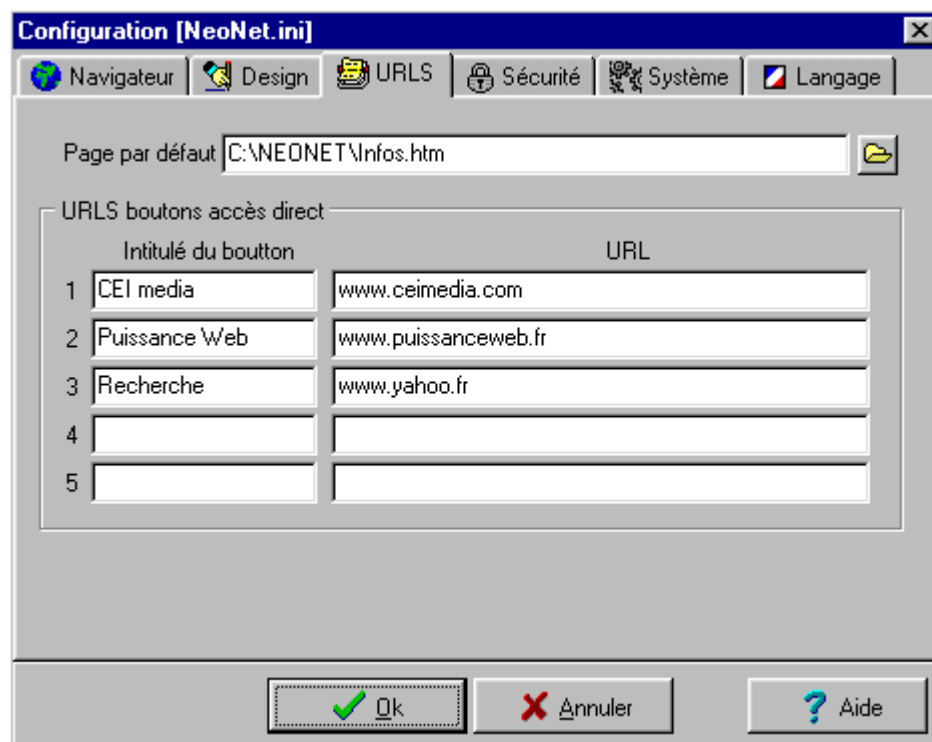 Configuration [NeoNet.ini]
Navigateur Design URLS Sécurité Système Langage
Page par défaut C:\NEONET\Infos.htm
URLS boutons accès direct
Intitulé du boutton URL
1 CEI media www.ceimedia.com
2 Puissance Web www.puissanceweb.fr
3 Recherche www.yahoo.fr
4
5
Ok Annuler Aide